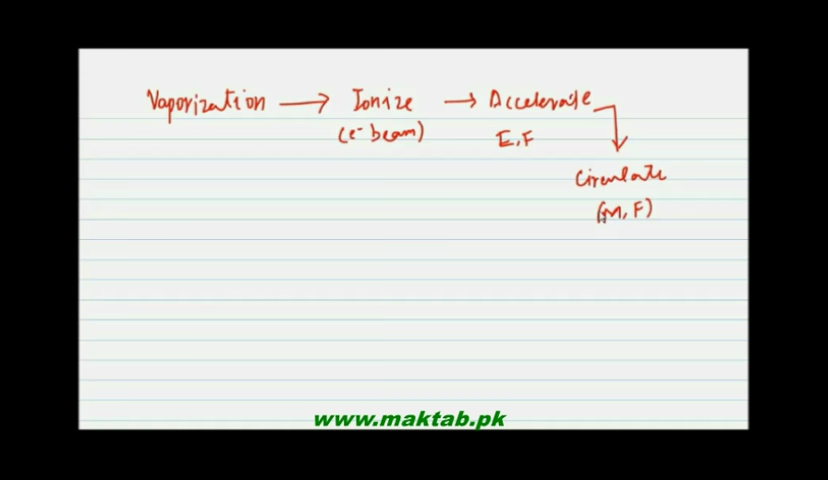 Vaporization → Ionize → Accelerate
(e⁻ beam) E.F
Circulate
(M.F)
www.maktab.pk